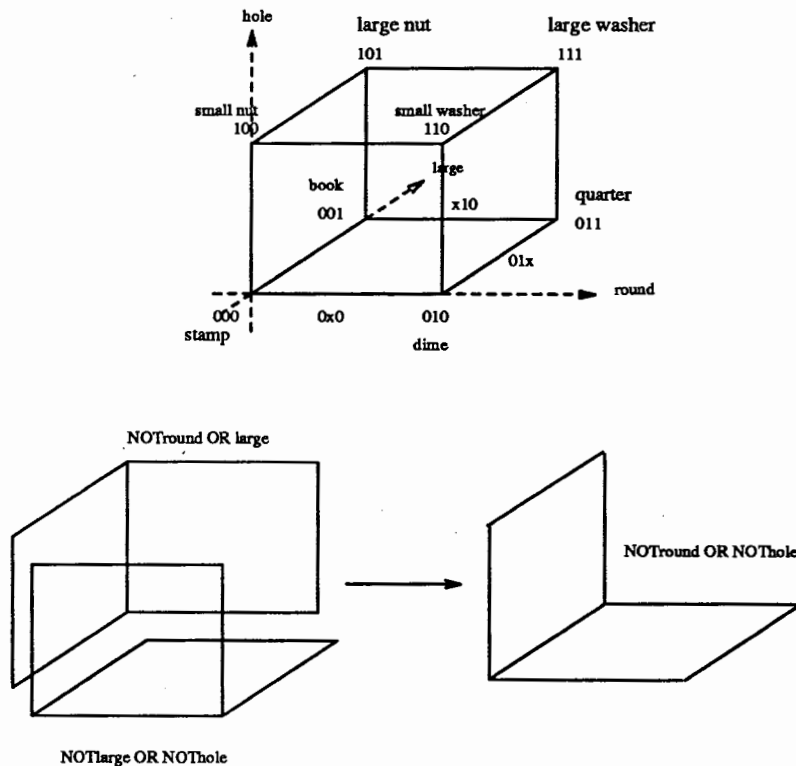 hole
large nut
large washer
101
111
small nut
small washer
100
110
large
book
x10
quarter
001
011
01x
round
000
0x0
010
stamp
dime
NOTround OR large
NOTround OR NOThole
NOTlarge OR NOThole